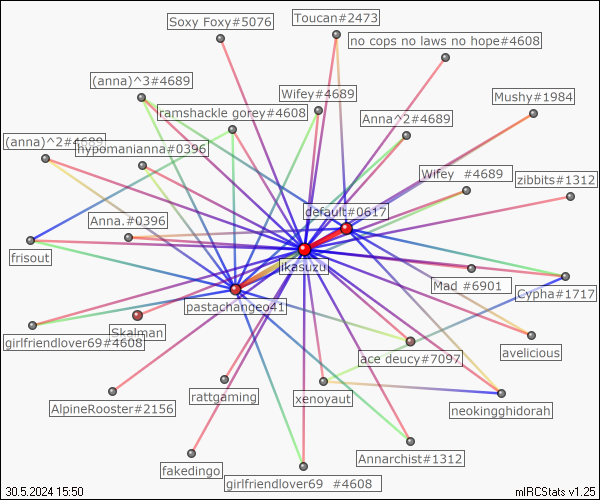 Soxy Foxy#5076
Toucan#2473
no cops no laws no hope#4608
(anna)^3#4689
Wifey#4689
Mushy#1984
ramshackle gorey#4608
Anna^2#4689
(anna)^2#4689
hypomanianna#0396
Wifey #4689
zibbits#1312
default#0617
Anna.#0396
frisout
ikasuzu
Mad #6901
Cypha#1717
pastachangeo41
Skalman
girlfriendlover69#4608
avelicious
ace deucy#7097
AlpineRooster#2156
rattgaming
xenoyaut
neokingghidorah
Annarchist#1312
fakedingo
girlfriendlover69 #4608
30.5.2024 15:50
mIRCStats v1.25